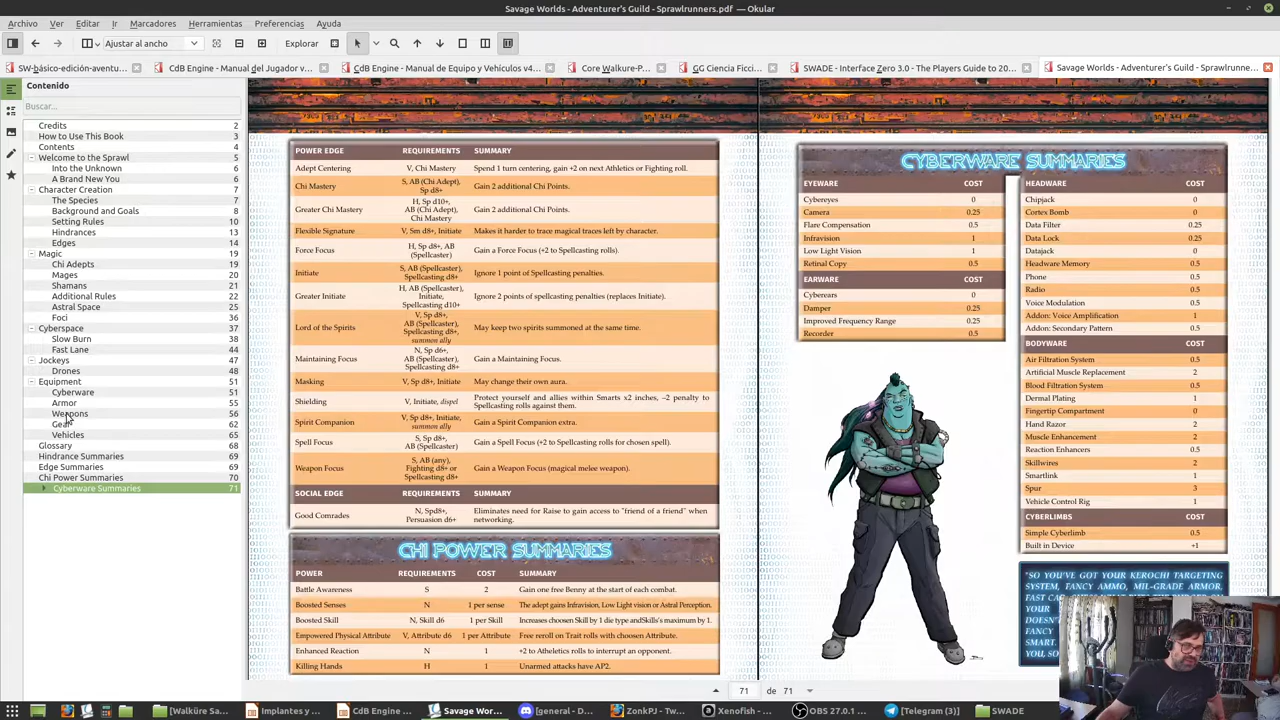 Savage Worlds - Adventurer's Guild - Sprawlrunners.pdf — Okular
Archivo Ver Editar Ir Marcadores Herramientas Preferencias Ayuda
Ajustar al ancho Explorar
SW-básico-edición-aventu... CdB Engine - Manual del Jugador v... CdB Engine - Manual de Equipo y Vehículos v4... Core Walkure-P... GG Ciencia Ficci... SWADE - Interface Zero 3.0 - The Players Guide to 20... Savage Worlds - Adventurer's Guild - Sprawlrunne...
Contenido
Buscar...
Credits 2
How to Use This Book 3
Contents 4
Welcome to the Sprawl 5
Into the Unknown 6
A Brand New You 6
Character Creation 7
The Species 7
Background and Goals 8
Setting Rules 10
Hindrances 13
Edges 14
Magic 19
Chi Adepts 19
Mages 20
Shamans 21
Additional Rules 22
Astral Space 25
Foci 36
Cyberspace 37
Slow Burn 38
Fast Lane 44
Jockeys 47
Drones 48
Equipment 51
Cyberware 51
Armor 55
Weapons 56
Gear 62
Vehicles 65
Glossary 68
Hindrance Summaries 69
Edge Summaries 69
Chi Power Summaries 70
Cyberware Summaries 71
POWER EDGE REQUIREMENTS SUMMARY
Adept Centering V, Chi Mastery Spend 1 turn centering, gain +2 on next Athletics or Fighting roll.
Chi Mastery S, AB (Chi Adept), Sp d8+ Gain 2 additional Chi Points.
Greater Chi Mastery H, Sp d10+, AB (Chi Adept), Chi Mastery Gain 2 additional Chi Points.
Flexible Signature V, Sm d8+, Initiate Makes it harder to trace magical traces left by character.
Force Focus H, Sp d8+, AB (Spellcaster) Gain a Force Focus (+2 to Spellcasting rolls).
Initiate S, AB (Spellcaster), Spellcasting d8+ Ignore 1 point of Spellcasting penalties.
Greater Initiate H, AB (Spellcaster), Initiate, Spellcasting d10+ Ignore 2 points of spellcasting penalties (replaces Initiate).
Lord of the Spirits V, Sp d8+, AB (Spellcaster), Spellcasting d8+, summon ally May keep two spirits summoned at the same time.
Maintaining Focus N, Sp d6+, AB (Spellcaster), Spellcasting d8+ Gain a Maintaining Focus.
Masking V, Sp d8+, Initiate May change their own aura.
Shielding V, Initiate, dispel Protect yourself and allies within Smarts x2 inches, –2 penalty to Spellcasting rolls against them.
Spirit Companion V, Sp d8+, Initiate, summon ally Gain a Spirit Companion extra.
Spell Focus S, Sp d8+, AB (Spellcaster) Gain a Spell Focus (+2 to Spellcasting rolls for chosen spell).
Weapon Focus S, AB (any), Fighting d8+ or Spellcasting d8+ Gain a Weapon Focus (magical melee weapon).
SOCIAL EDGE REQUIREMENTS SUMMARY
Good Comrades N, Spd8+, Persuasion d6+ Eliminates need for Raise to gain access to "friend of a friend" when networking.
CHI POWER SUMMARIES
POWER REQUIREMENTS COST SUMMARY
Battle Awareness S 2 Gain one free Benny at the start of each combat.
Boosted Senses N 1 per sense The adept gains Infravision, Low Light vision or Astral Perception.
Boosted Skill N, Skill d6 1 per Skill Increases choosen Skill by 1 die type andSkills's maximum by 1.
Empowered Physical Attribute V, Attribute d6 1 per Attribute Free reroll on Trait rolls with choosen Attribute.
Enhanced Reaction N 1 +2 to Atheletics rolls to interrupt an opponent.
Killing Hands H 1 Unarmed attacks have AP2.
CYBERWARE SUMMARIES
EYEWARE COST
Cybereyes 0
Camera 0.25
Flare Compensation 0.5
Infravision 1
Low Light Vision 1
Retinal Copy 0.5
EARWARE COST
Cyberears 0
Damper 0.25
Improved Frequency Range 0.25
Recorder 0.5
HEADWARE COST
Chipjack 0
Cortex Bomb 0
Data Filter 0.25
Data Lock 0.25
Datajack 0
Headware Memory 0.5
Phone 0.5
Radio 0.5
Voice Modulation 0.5
Addon: Voice Amplification 1
Addon: Secondary Pattern 0.5
BODYWARE COST
Air Filtration System 0.5
Artificial Muscle Replacement 2
Blood Filtration System 0.5
Dermal Plating 1
Fingertip Compartment 0
Hand Razor 2
Muscle Enhancement 2
Reaction Enhancers 0.5
Skillwires 2
Smartlink 1
Spur 3
Vehicle Control Rig 1
CYBERLIMBS COST
Simple Cyberlimb 0.5
Built in Device +1
"SO YOU'VE GOT YOUR KEROCHI TARGETING
SYSTEM, FANCY AMMO, MIL-GRADE ARMOR,
FAST
YOUR
DOESN'
FANCY
MY
YOU, SO
71 de 71
[Walküre Sa... Implantes y ... CdB Engine ... Savage Wor... [general - D... ZonkPJ - Tw... Xenofish - ... OBS 27.0.1 ... [Telegram (3)] SWADE